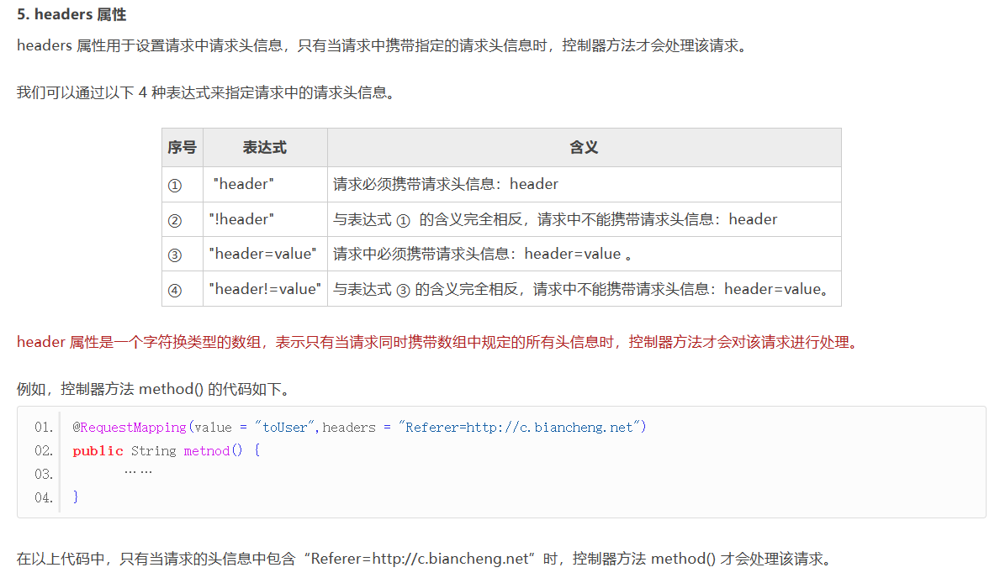 5. headers 属性
headers 属性用于设置请求中请求头信息，只有当请求中携带指定的请求头信息时，控制器方法才会处理该请求。
我们可以通过以下 4 种表达式来指定请求中的请求头信息。
序号 表达式 含义
① "header" 请求必须携带请求头信息：header
② "!header" 与表达式 ① 的含义完全相反，请求中不能携带请求头信息：header
③ "header=value" 请求中必须携带请求头信息：header=value 。
④ "header!=value" 与表达式 ③ 的含义完全相反，请求中不能携带请求头信息：header=value。
header 属性是一个字符换类型的数组，表示只有当请求同时携带数组中规定的所有头信息时，控制器方法才会对该请求进行处理。
例如，控制器方法 method() 的代码如下。
01. @RequestMapping(value = "toUser",headers = "Referer=http://c.biancheng.net")
02. public String metnod() {
03. ……
04. }
在以上代码中，只有当请求的头信息中包含“Referer=http://c.biancheng.net”时，控制器方法 method() 才会处理该请求。